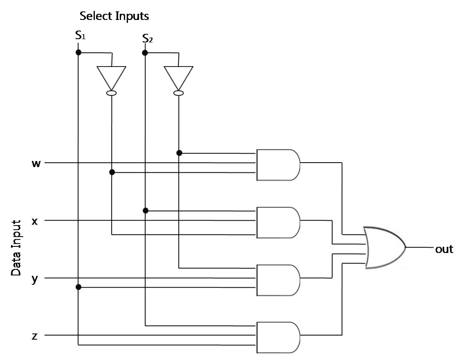 Select Inputs
S₁ S₂
w
x
Data Input
y
z
out